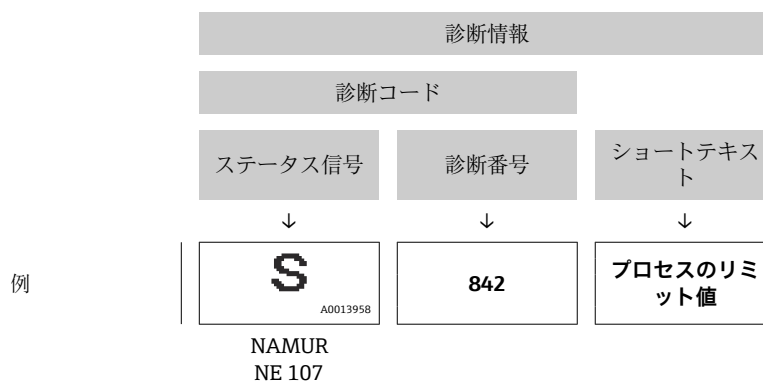 診断情報
診断コード
ステータス信号
診断番号
ショートテキス
ト
↓
↓
↓
例
S
A0013958
842
プロセスのリミ
ット値
NAMUR
NE 107